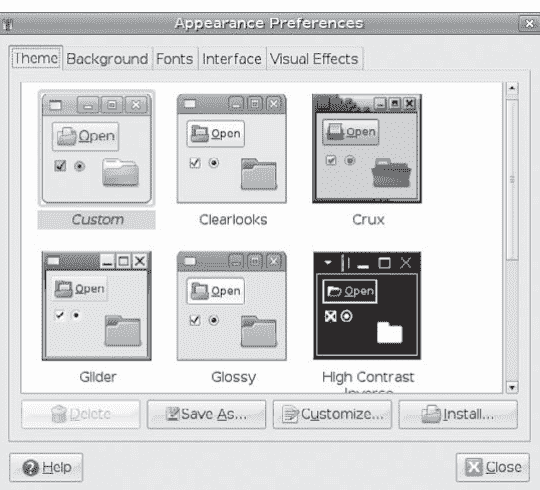 Appearance Preferences
Theme Background Fonts Interface Visual Effects
Open Open Open
Custom Clearlooks Crux
Open Open Open
Glider Glossy High Contrast
Inverse
Delete Save As... Customize... Install...
Help Close